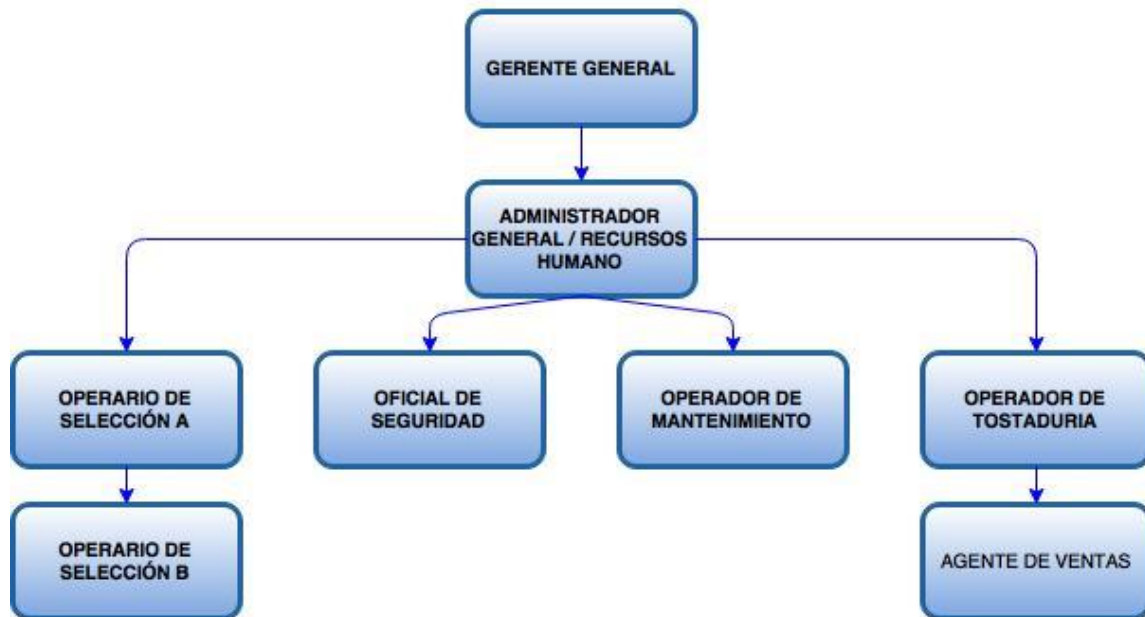 GERENTE GENERAL
ADMINISTRADOR
GENERAL / RECURSOS
HUMANO
OPERARIO DE
SELECCIÓN A
OFICIAL DE
SEGURIDAD
OPERADOR DE
MANTENIMIENTO
OPERADOR DE
TOSTADURIA
OPERARIO DE
SELECCIÓN B
AGENTE DE VENTAS